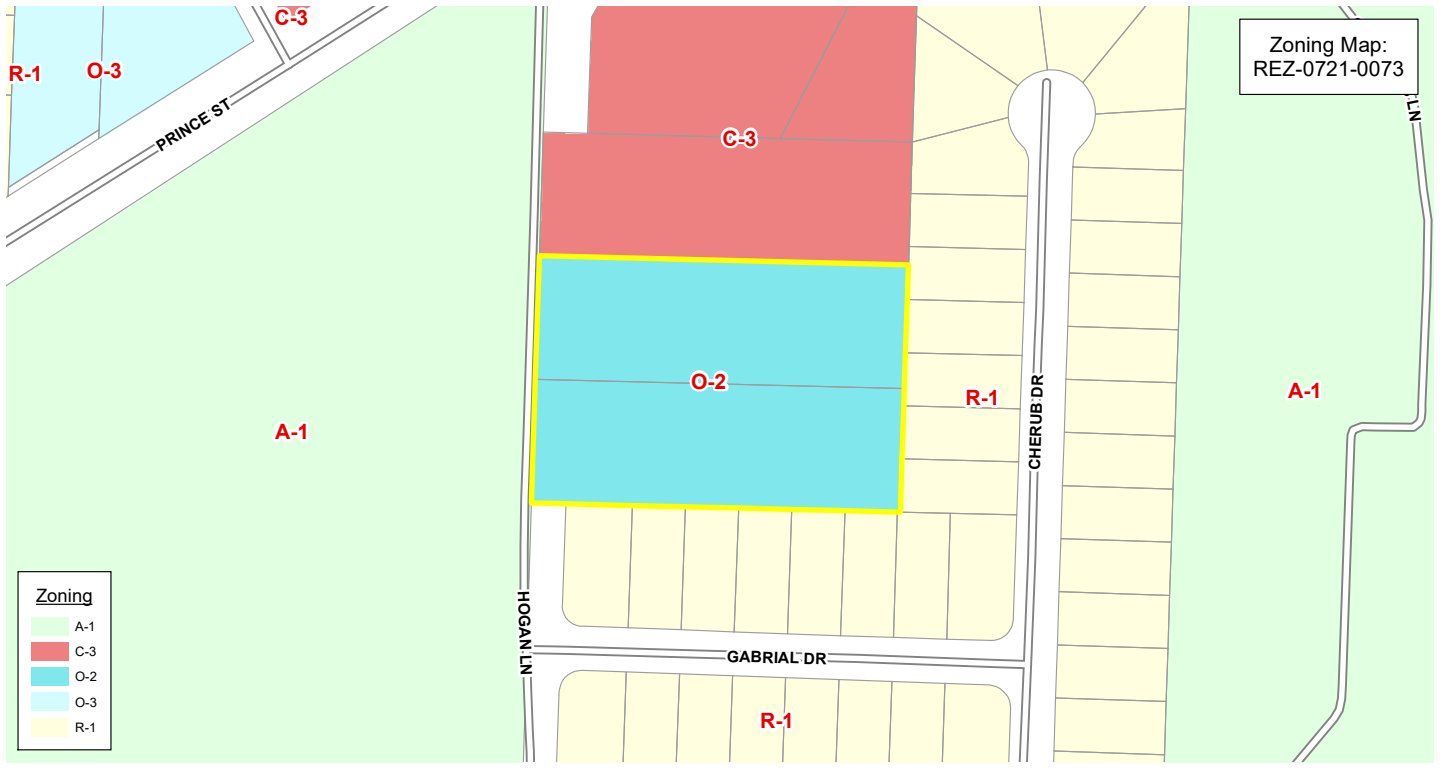 C-3
Zoning Map:
REZ-0721-0073
R-1
O-3
LN
PRINCE ST
C-3
O-2
R-1
A-1
CHERUB DR
A-1
HOGAN LN
GABRIAL DR
R-1
Zoning
A-1
C-3
O-2
O-3
R-1